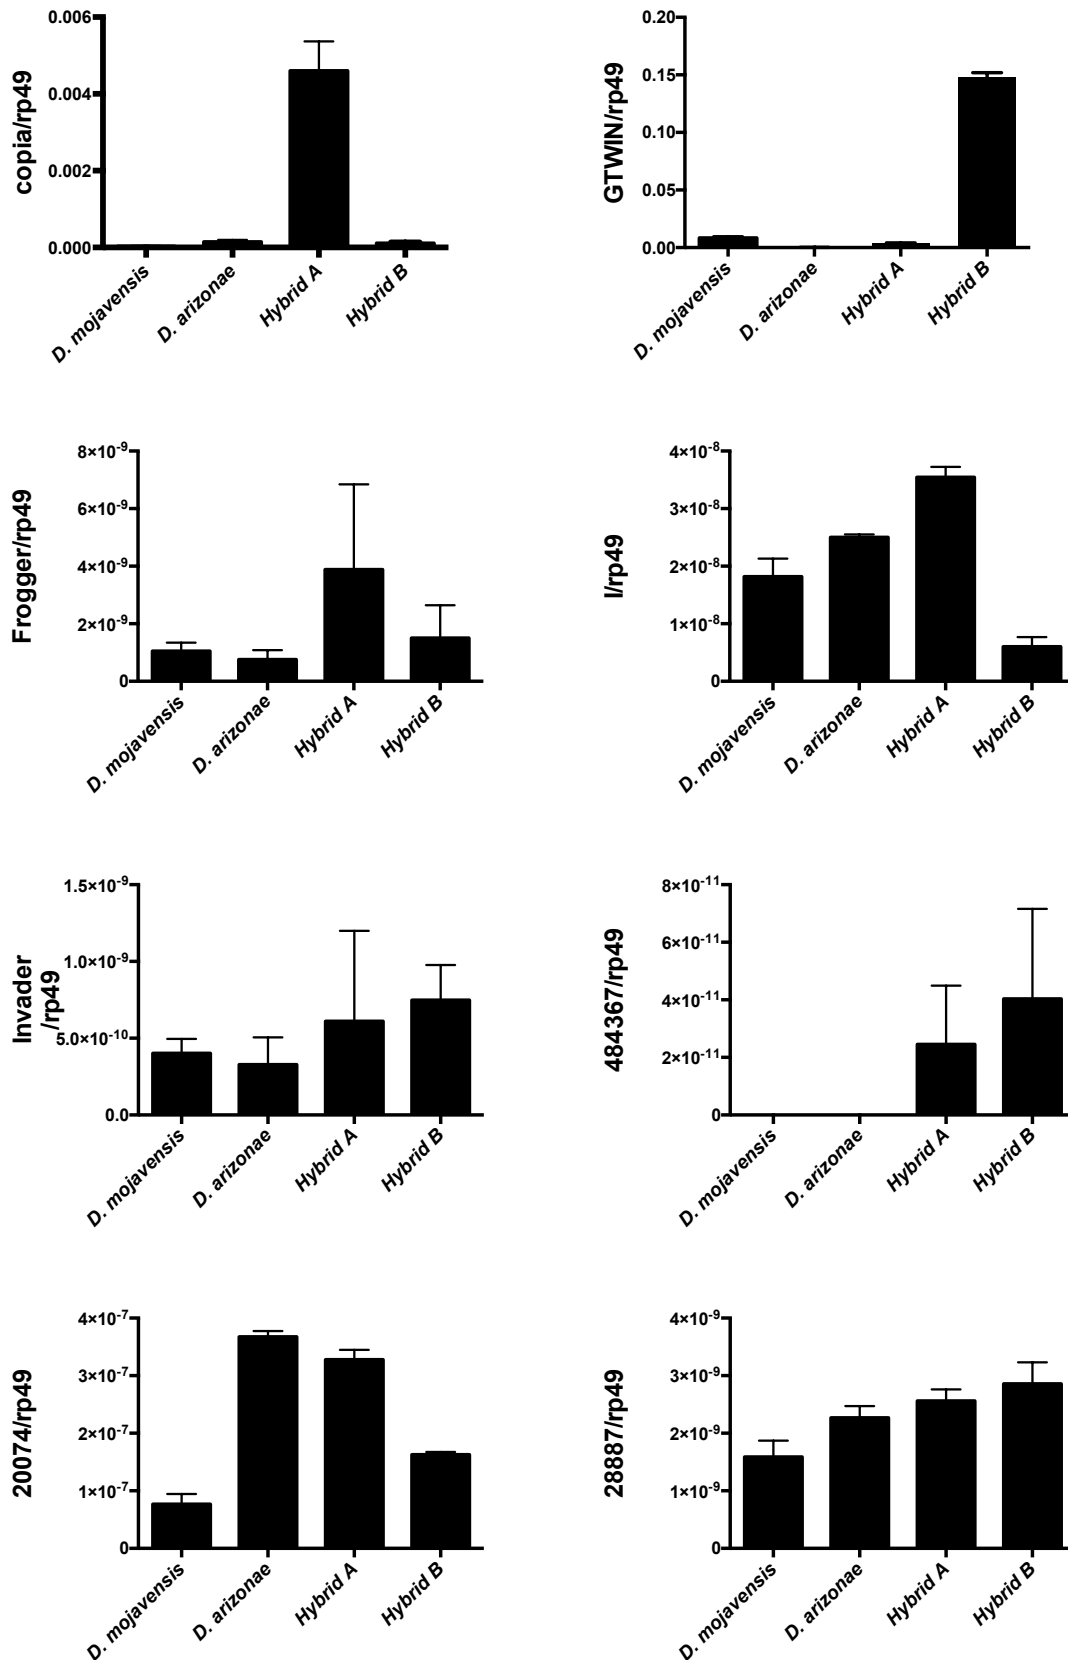 copia/rp49
0.006
0.004
0.002
0.000
D. mojavensis
D. arizonae
Hybrid A
Hybrid B
GTWIN/rp49
0.20
0.15
0.10
0.05
0.00
D. mojavensis
D. arizonae
Hybrid A
Hybrid B
Frogger/rp49
8×10⁻⁹
6×10⁻⁹
4×10⁻⁹
2×10⁻⁹
0
D. mojavensis
D. arizonae
Hybrid A
Hybrid B
I/rp49
4×10⁻⁸
3×10⁻⁸
2×10⁻⁸
1×10⁻⁸
0
D. mojavensis
D. arizonae
Hybrid A
Hybrid B
Invader
/rp49
1.5×10⁻⁹
1.0×10⁻⁹
5.0×10⁻¹⁰
0.0
D. mojavensis
D. arizonae
Hybrid A
Hybrid B
484367/rp49
8×10⁻¹¹
6×10⁻¹¹
4×10⁻¹¹
2×10⁻¹¹
0
D. mojavensis
D. arizonae
Hybrid A
Hybrid B
20074/rp49
4×10⁻⁷
3×10⁻⁷
2×10⁻⁷
1×10⁻⁷
0
D. mojavensis
D. arizonae
Hybrid A
Hybrid B
28887/rp49
4×10⁻⁹
3×10⁻⁹
2×10⁻⁹
1×10⁻⁹
0
D. mojavensis
D. arizonae
Hybrid A
Hybrid B